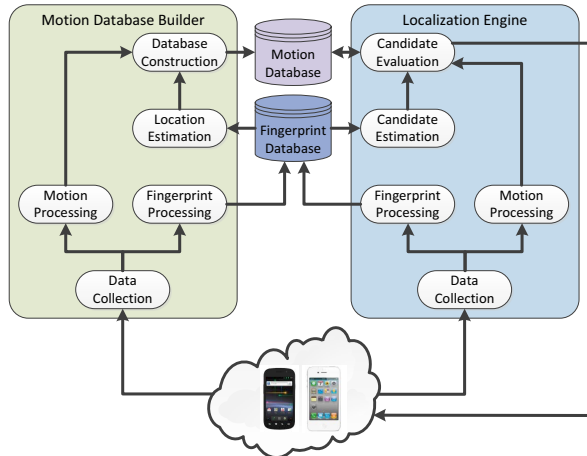 Motion Database Builder
Database
Construction
Location
Estimation
Motion
Processing
Fingerprint
Processing
Data
Collection
Motion
Database
Fingerprint
Database
Localization Engine
Candidate
Evaluation
Candidate
Estimation
Fingerprint
Processing
Motion
Processing
Data
Collection